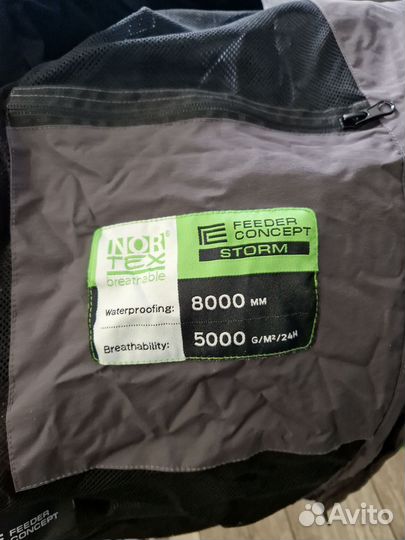 NOR®
TEX
breathable
FEEDER
CONCEPT
STORM
Waterproofing: 8000 MM
Breathability: 5000 G/M²/24H
FEEDER
CONCEPT
Avito